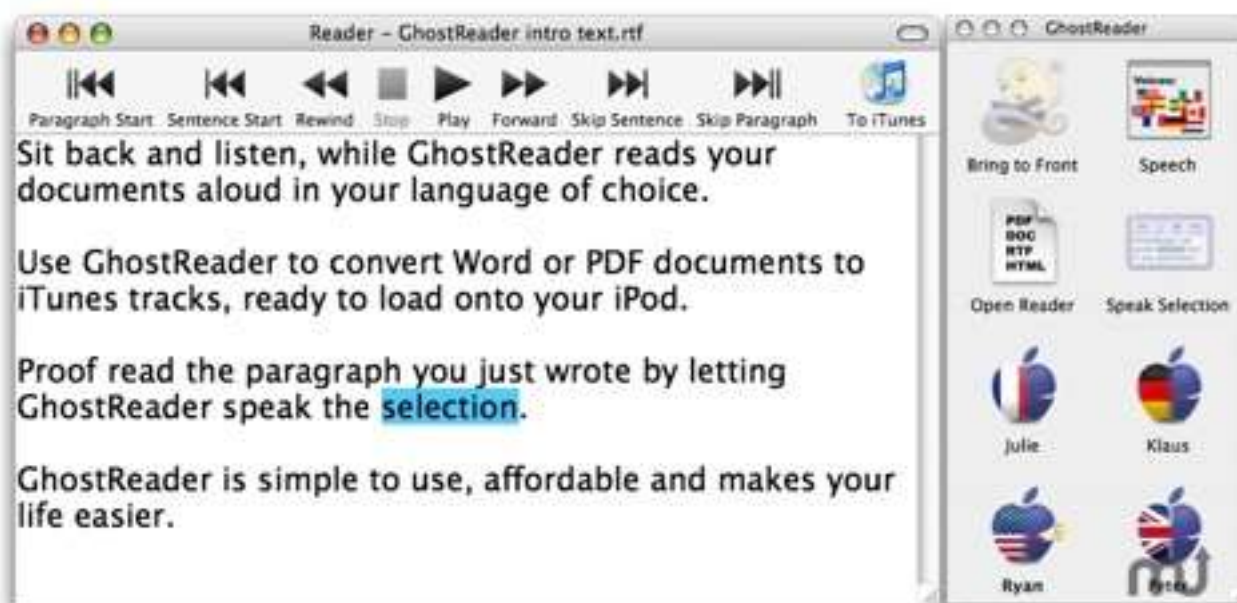 Reader – GhostReader intro text.rtf
Paragraph Start Sentence Start Rewind Stop Play Forward Skip Sentence Skip Paragraph To iTunes
Sit back and listen, while GhostReader reads your
documents aloud in your language of choice.
Use GhostReader to convert Word or PDF documents to
iTunes tracks, ready to load onto your iPod.
Proof read the paragraph you just wrote by letting
GhostReader speak the selection.
GhostReader is simple to use, affordable and makes your
life easier.
GhostReader
Welcome
Bring to Front Speech
PDF
DOC
RTF
HTML
Open Reader Speak Selection
Julie Klaus
Ryan Peter